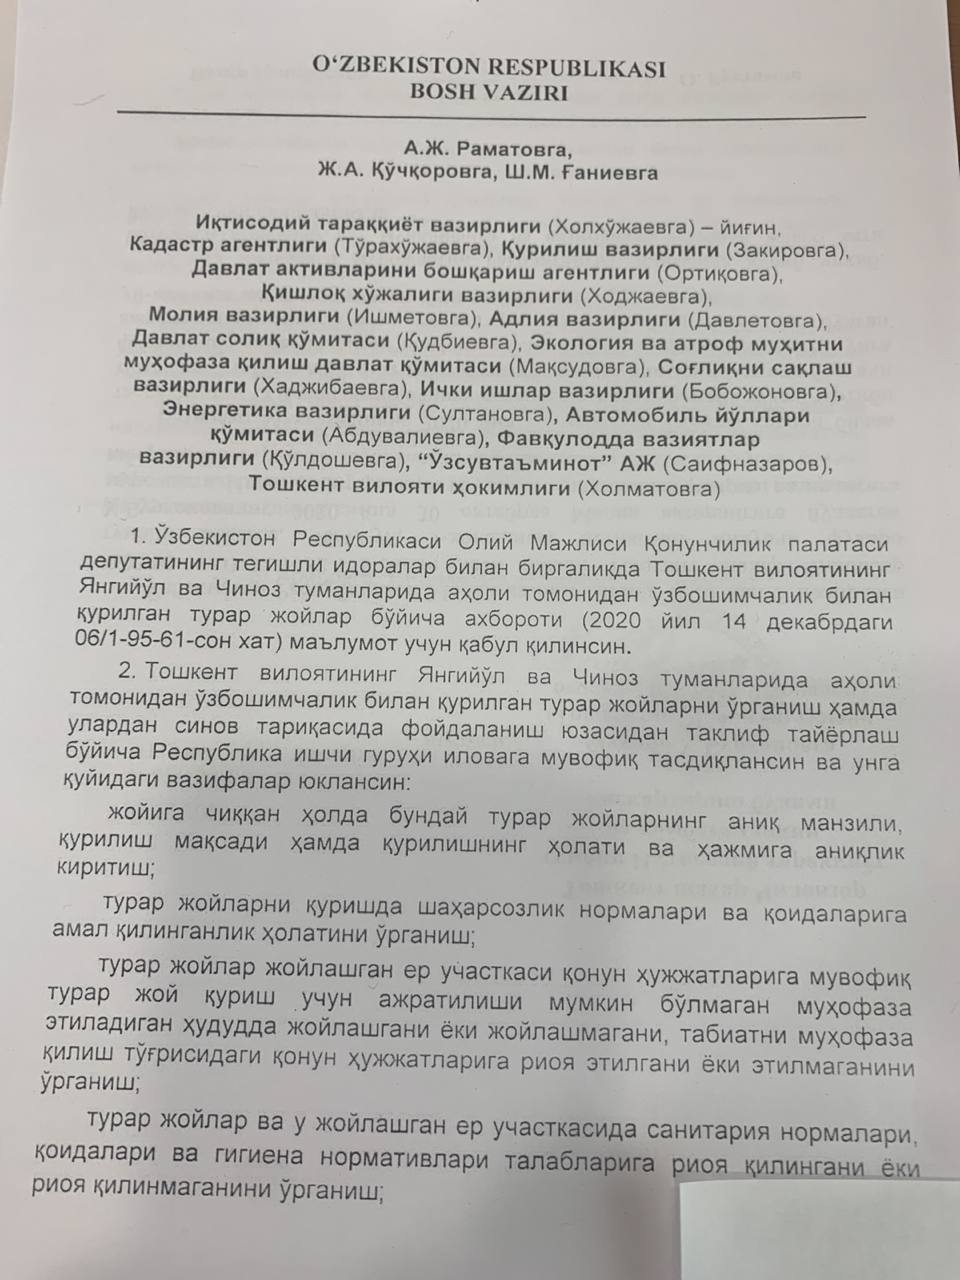 O‘ZBEKISTON RESPUBLIKASI
BOSH VAZIRI
А.Ж. Раматовга,
Ж.А. Қўчқоровга, Ш.М. Ғаниевга
Иқтисодий тараққиёт вазирлиги (Холхўжаевга) – йиғин,
Кадастр агентлиги (Тўрахўжаевга), Қурилиш вазирлиги (Закировга),
Давлат активларини бошқариш агентлиги (Ортиқовга),
Қишлоқ хўжалиги вазирлиги (Ходжаевга),
Молия вазирлиги (Ишметовга), Адлия вазирлиги (Давлетовга),
Давлат солиқ қўмитаси (Қудбиевга), Экология ва атроф муҳитни
муҳофаза қилиш давлат қўмитаси (Мақсудовга), Соғлиқни сақлаш
вазирлиги (Хаджибаевга), Ички ишлар вазирлиги (Бобожоновга),
Энергетика вазирлиги (Султановга), Автомобиль йўллари
қўмитаси (Абдувалиевга), Фавқулодда вазиятлар
вазирлиги (Қўлдошевга), “Ўзсувтаъминот” АЖ (Саифназаров),
Тошкент вилояти ҳокимлиги (Холматовга)
1. Ўзбекистон Республикаси Олий Мажлиси Қонунчилик палатаси
депутатининг тегишли идоралар билан биргаликда Тошкент вилоятининг
Янгийўл ва Чиноз туманларида аҳоли томонидан ўзбошимчалик билан
қурилган турар жойлар бўйича ахбороти (2020 йил 14 декабрдаги
06/1-95-61-сон хат) маълумот учун қабул қилинсин.
2. Тошкент вилоятининг Янгийўл ва Чиноз туманларида аҳоли
томонидан ўзбошимчалик билан қурилган турар жойларни ўрганиш ҳамда
улардан синов тариқасида фойдаланиш юзасидан таклиф тайёрлаш
бўйича Республика ишчи гуруҳи иловага мувофиқ тасдиқлансин ва унга
қуйидаги вазифалар юклансин:
жойига чиққан ҳолда бундай турар жойларнинг аниқ манзили,
қурилиш мақсади ҳамда қурилишнинг ҳолати ва ҳажмига аниқлик
киритиш;
турар жойларни қуришда шаҳарсозлик нормалари ва қоидаларига
амал қилинганлик ҳолатини ўрганиш;
турар жойлар жойлашган ер участкаси қонун ҳужжатларига мувофиқ
турар жой қуриш учун ажратилиши мумкин бўлмаган муҳофаза
этиладиган ҳудудда жойлашгани ёки жойлашмагани, табиатни муҳофаза
қилиш тўғрисидаги қонун ҳужжатларига риоя этилгани ёки этилмаганини
ўрганиш;
турар жойлар ва у жойлашган ер участкасида санитария нормалари,
қоидалари ва гигиена нормативлари талабларига риоя қилингани ёки
риоя қилинмаганини ўрганиш;